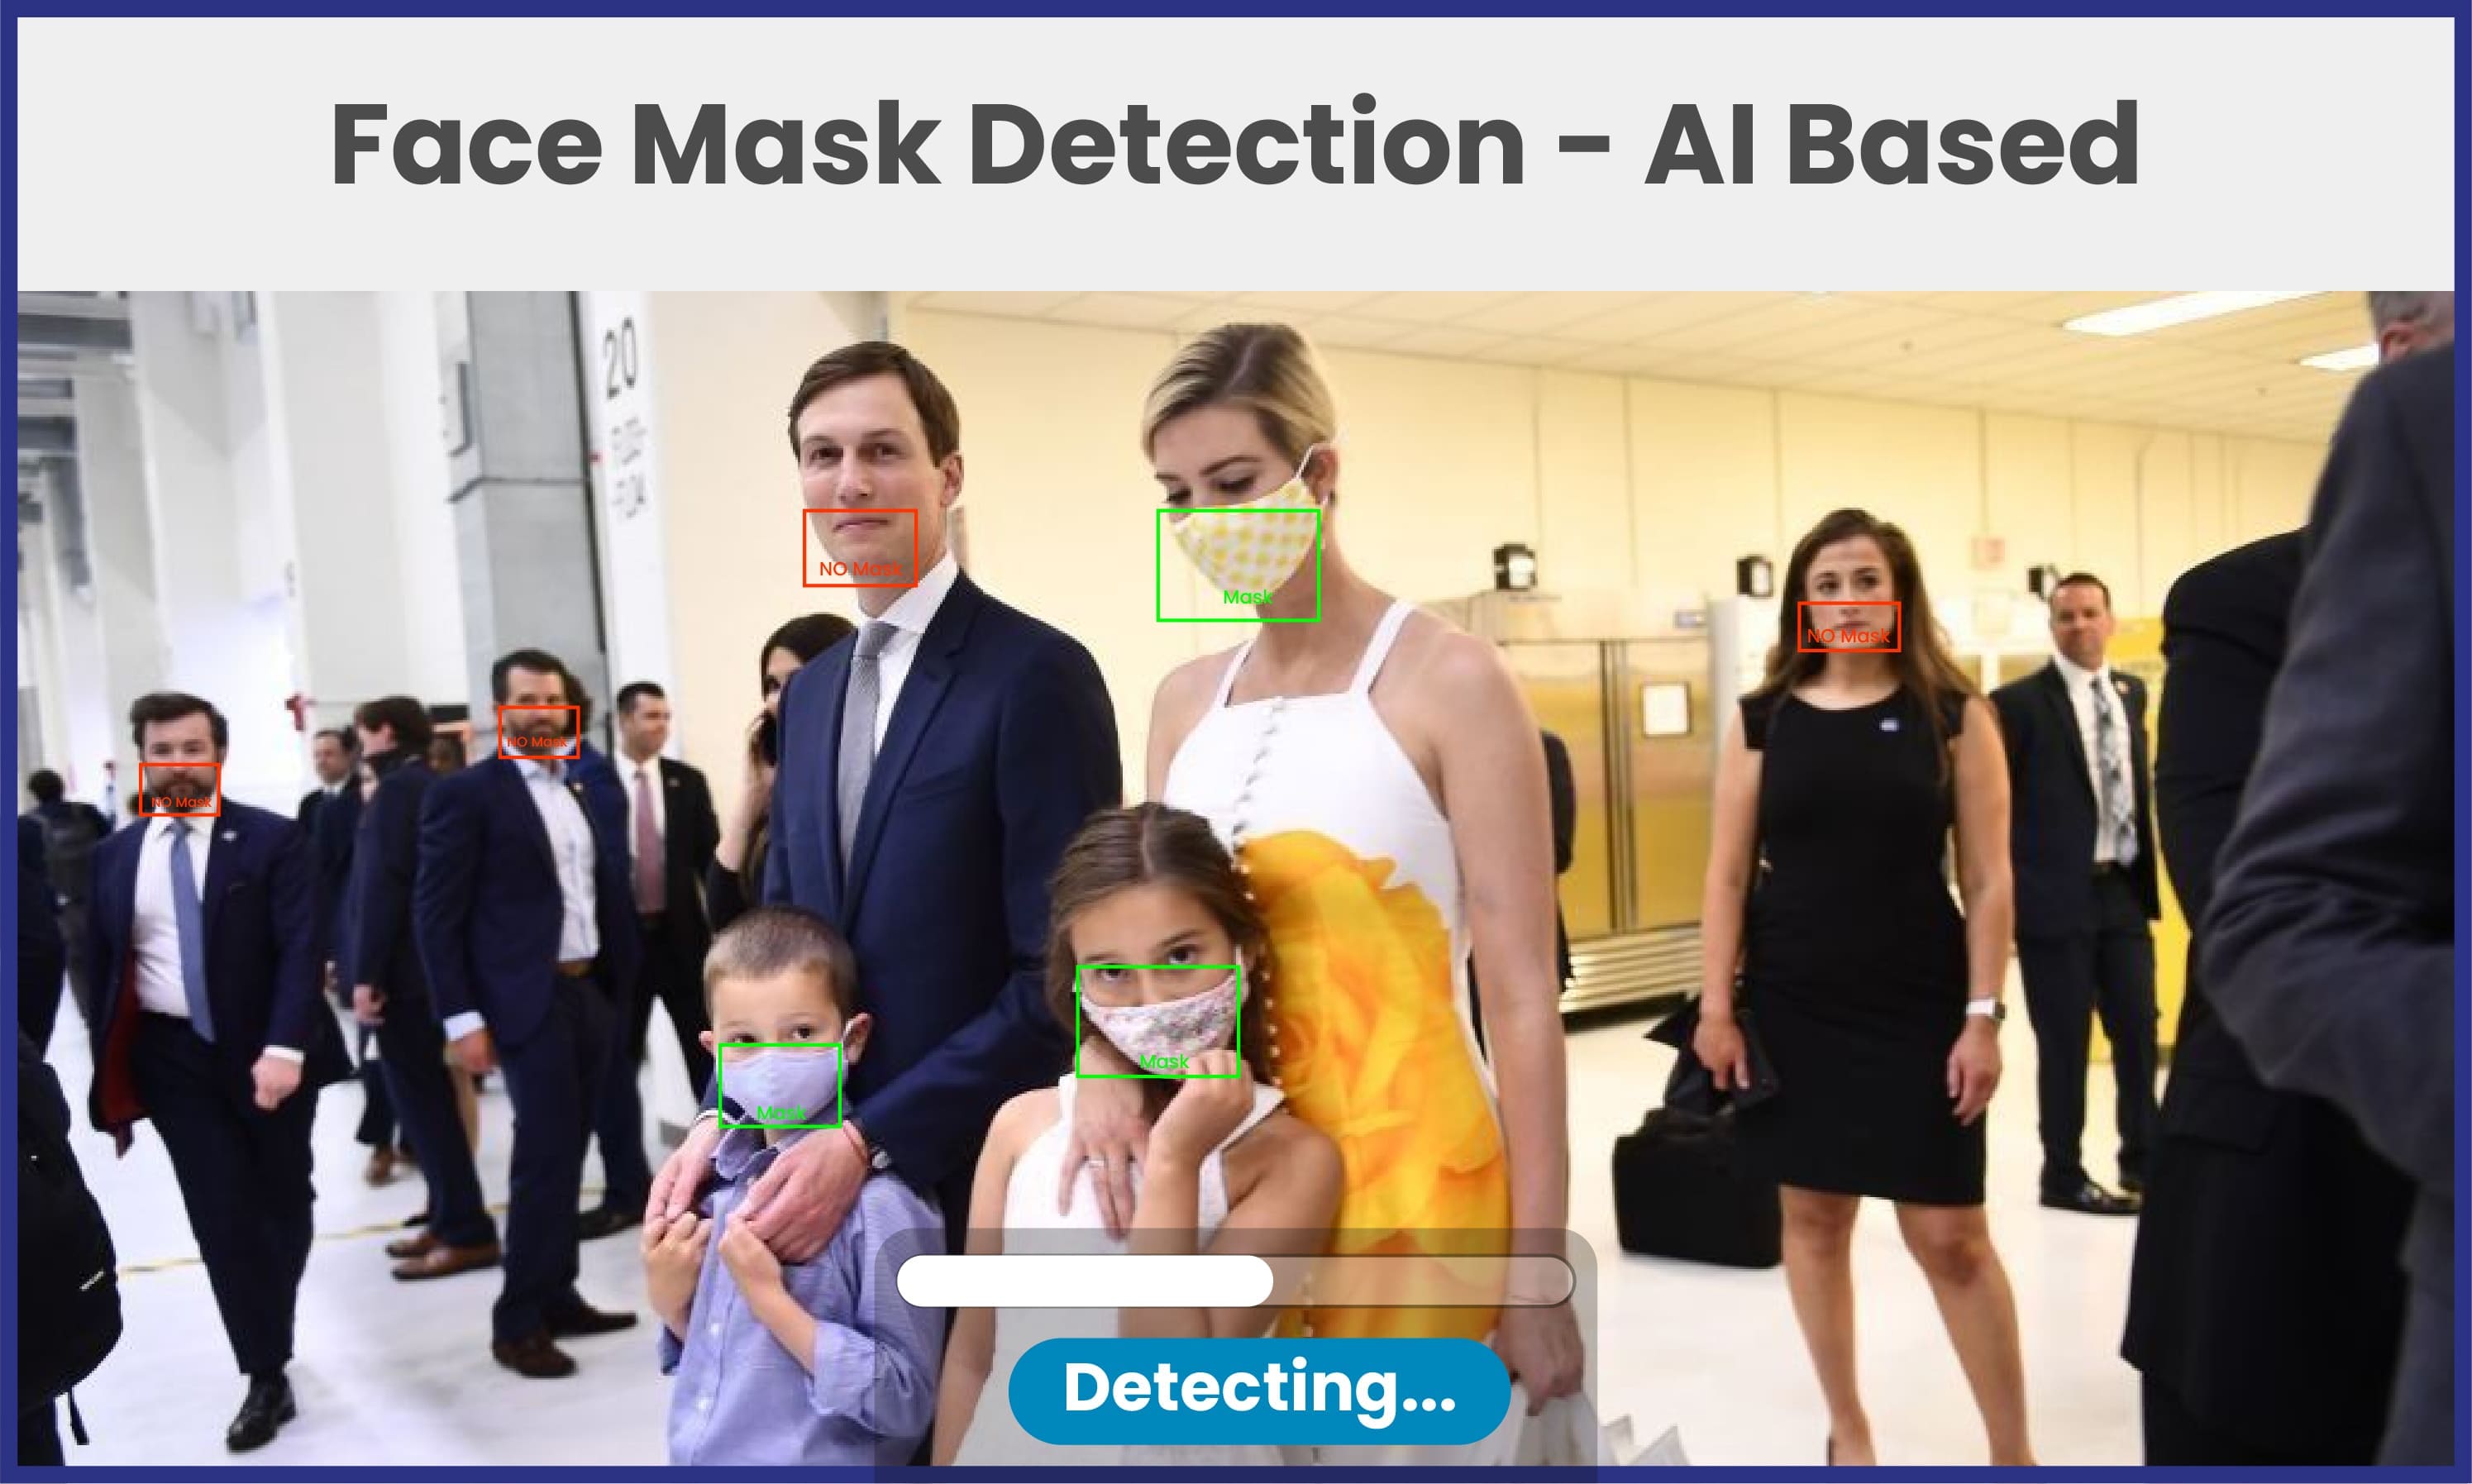 Face Mask Detection - AI Based
20
NO Mask
Mask
NO Mask
NO Mask
NO Mask
Mask
Mask
Detecting...